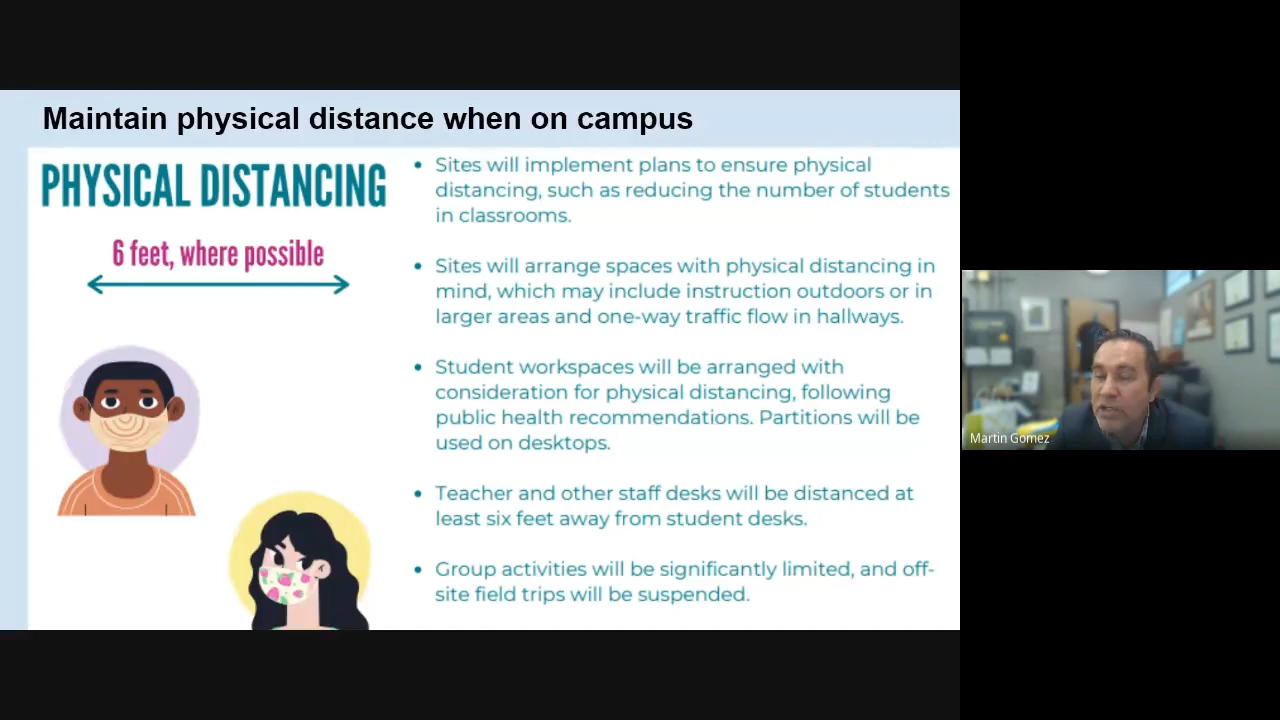 Maintain physical distance when on campus
PHYSICAL DISTANCING
6 feet, where possible
• Sites will implement plans to ensure physical
distancing, such as reducing the number of students
in classrooms.
• Sites will arrange spaces with physical distancing in
mind, which may include instruction outdoors or in
larger areas and one-way traffic flow in hallways.
• Student workspaces will be arranged with
consideration for physical distancing, following
public health recommendations. Partitions will be
used on desktops.
• Teacher and other staff desks will be distanced at
least six feet away from student desks.
• Group activities will be significantly limited, and off-
site field trips will be suspended.
Martin Gomez